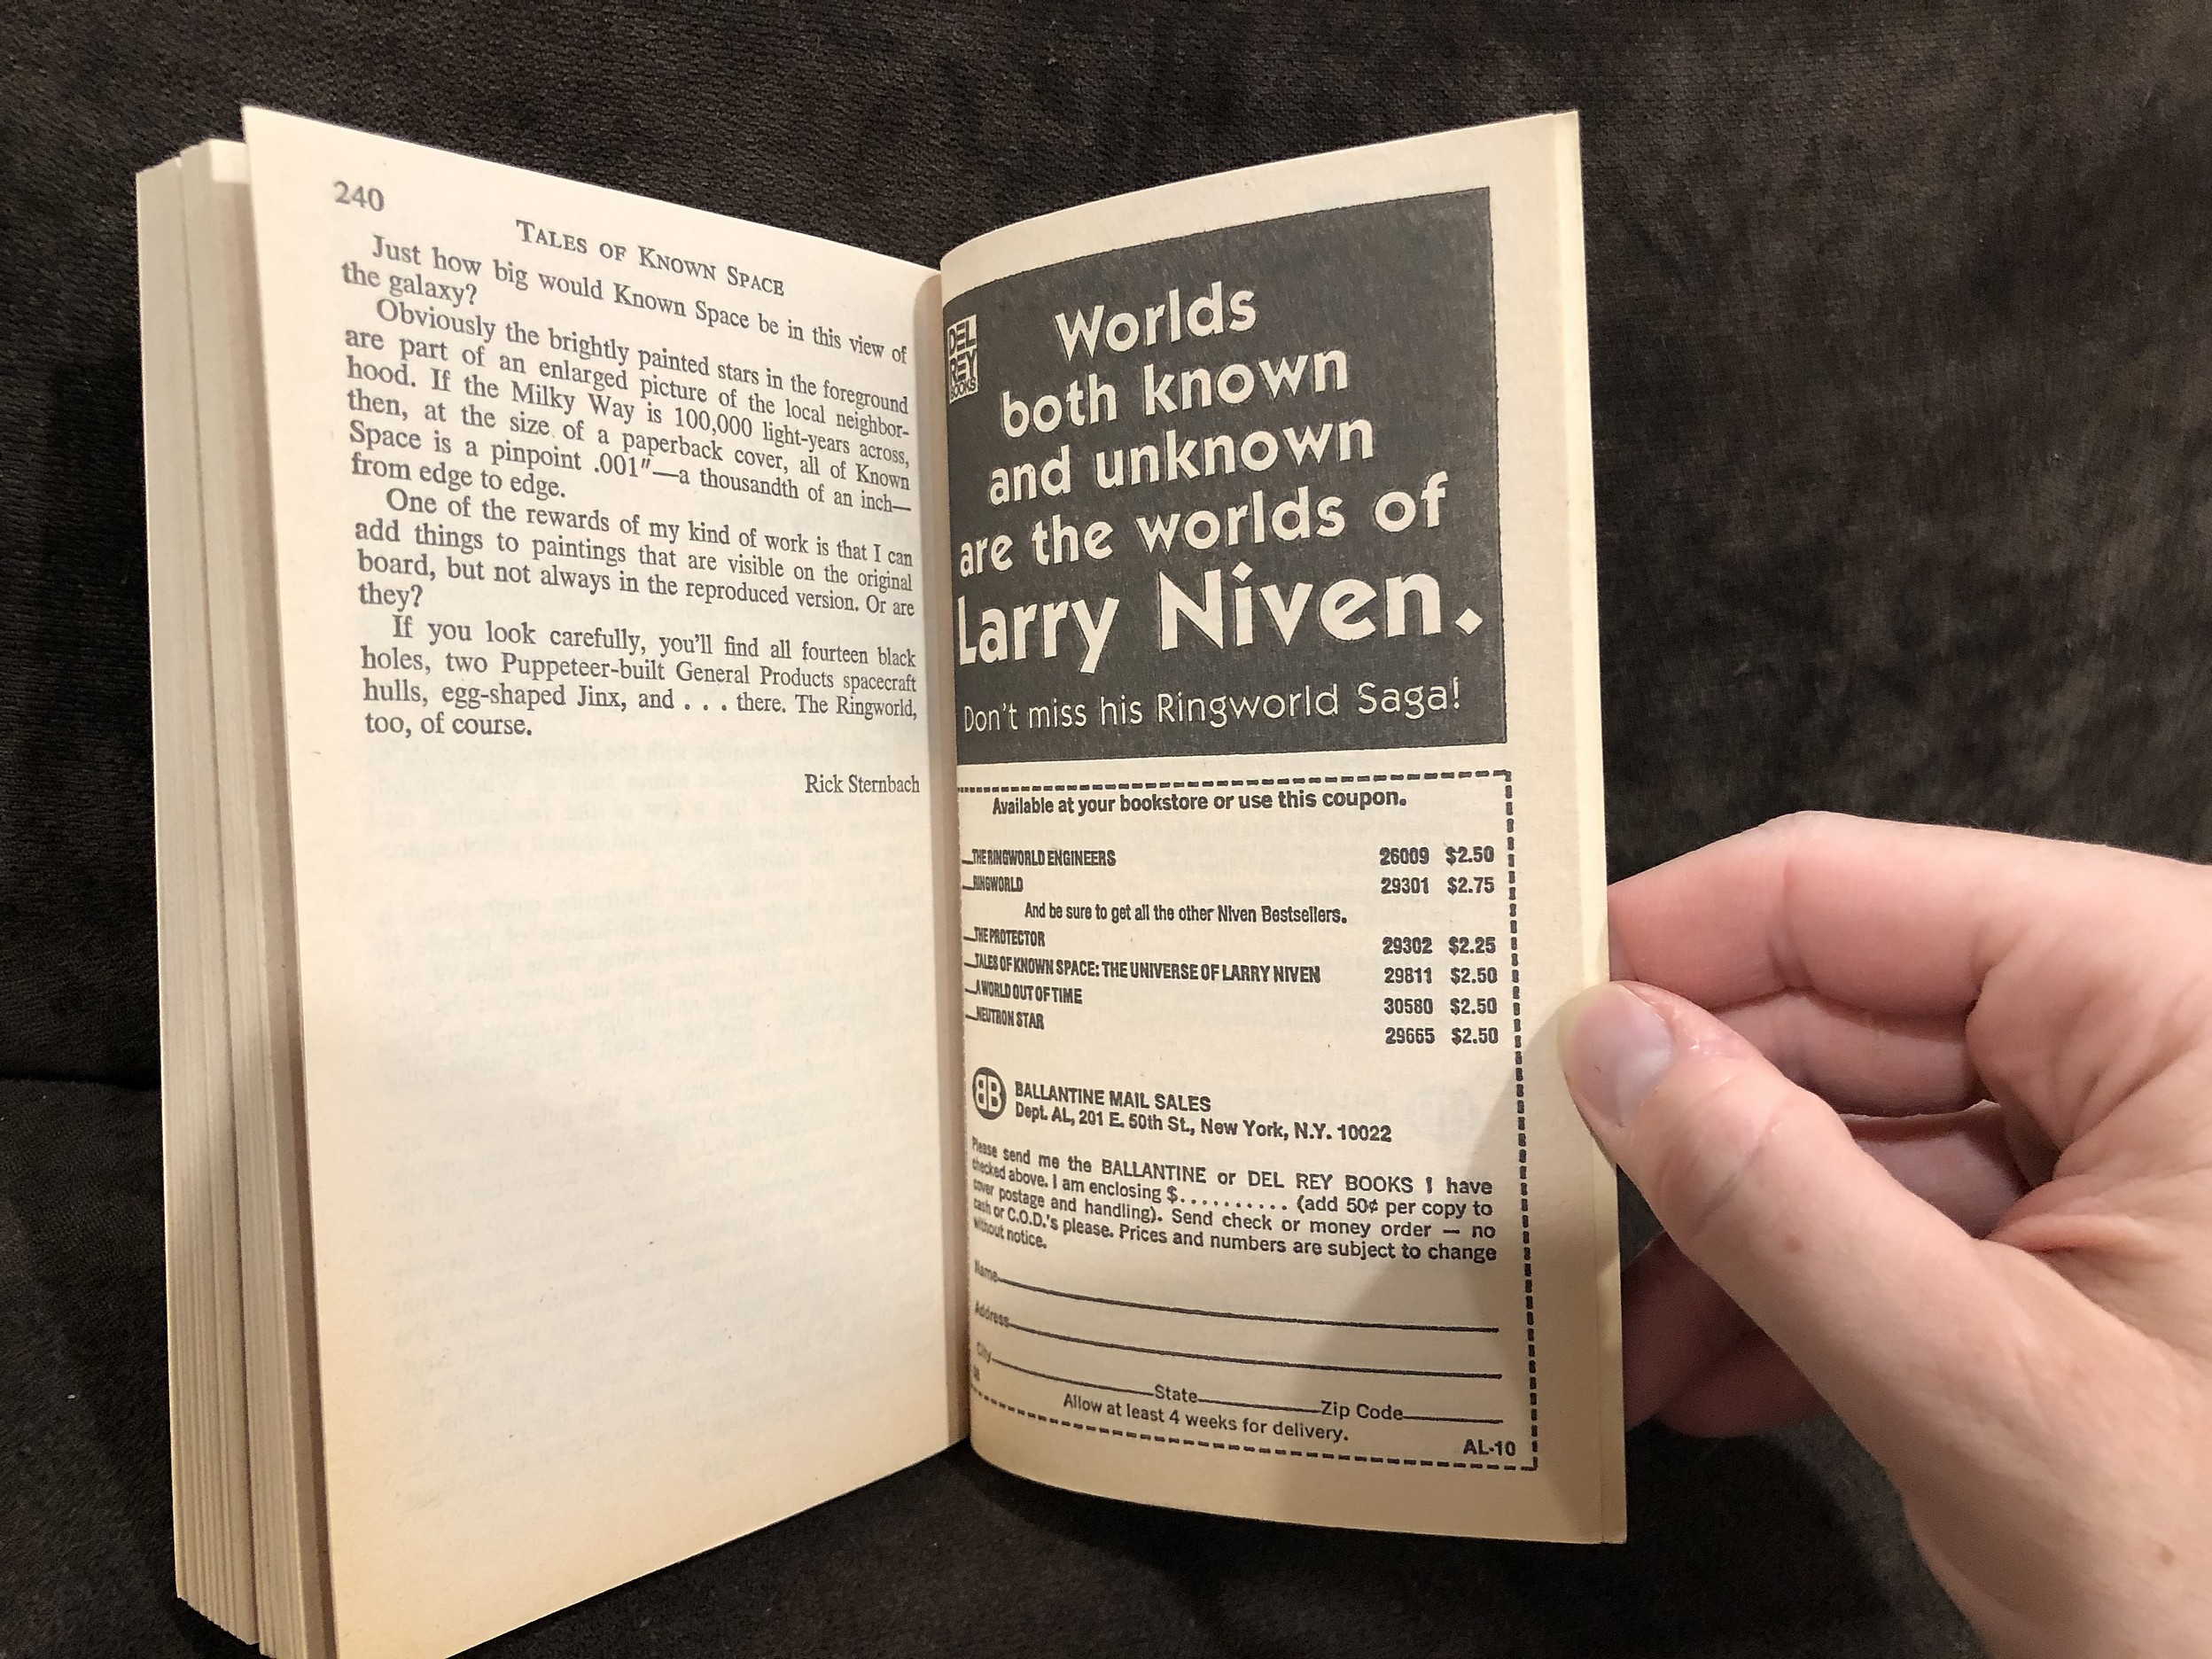 240
TALES OF KNOWN SPACE
Just how big would Known Space be in this view of
the galaxy?
Obviously the brightly painted stars in the foreground
are part of an enlarged picture of the local neighbor-
hood. If the Milky Way is 100,000 light-years across,
then, at the size of a paperback cover, all of Known
Space is a pinpoint .001"—a thousandth of an inch—
from edge to edge.
One of the rewards of my kind of work is that I can
add things to paintings that are visible on the original
board, but not always in the reproduced version. Or are
they?
If you look carefully, you'll find all fourteen black
holes, two Puppeteer-built General Products spacecraft
hulls, egg-shaped Jinx, and . . . there. The Ringworld,
too, of course.
Rick Sternbach
DEL
REY
BOOKS
Worlds
both known
and unknown
are the worlds of
Larry Niven.
Don't miss his Ringworld Saga!
Available at your bookstore or use this coupon.
__THE RINGWORLD ENGINEERS 26009 $2.50
__RINGWORLD 29301 $2.75
And be sure to get all the other Niven Bestsellers.
__THE PROTECTOR 29302 $2.25
__TALES OF KNOWN SPACE: THE UNIVERSE OF LARRY NIVEN 29811 $2.50
__A WORLD OUT OF TIME 30580 $2.50
__NEUTRON STAR 29665 $2.50
BB BALLANTINE MAIL SALES
Dept. AL, 201 E. 50th St., New York, N.Y. 10022
Please send me the BALLANTINE or DEL REY BOOKS I have
checked above. I am enclosing $.......... (add 50¢ per copy to
cover postage and handling). Send check or money order — no
cash or C.O.D.'s please. Prices and numbers are subject to change
without notice.
Name
Address
City State Zip Code
Allow at least 4 weeks for delivery.
AL-10